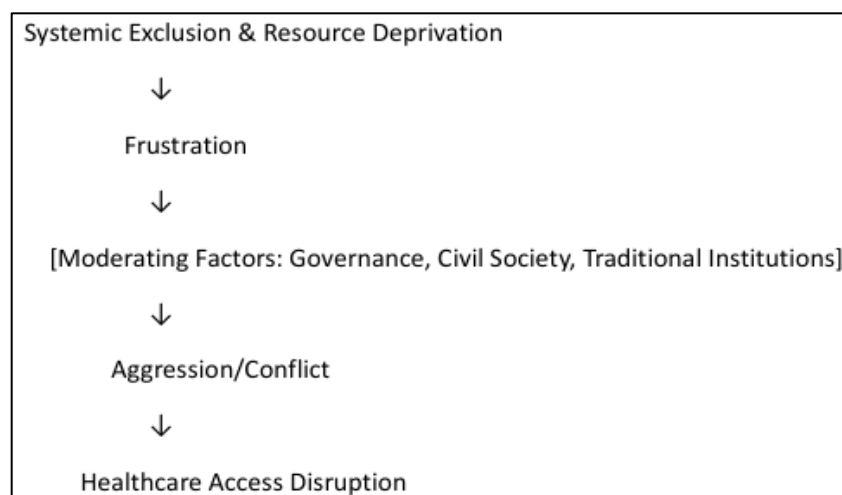 Systemic Exclusion & Resource Deprivation
↓
Frustration
↓
[Moderating Factors: Governance, Civil Society, Traditional Institutions]
↓
Aggression/Conflict
↓
Healthcare Access Disruption